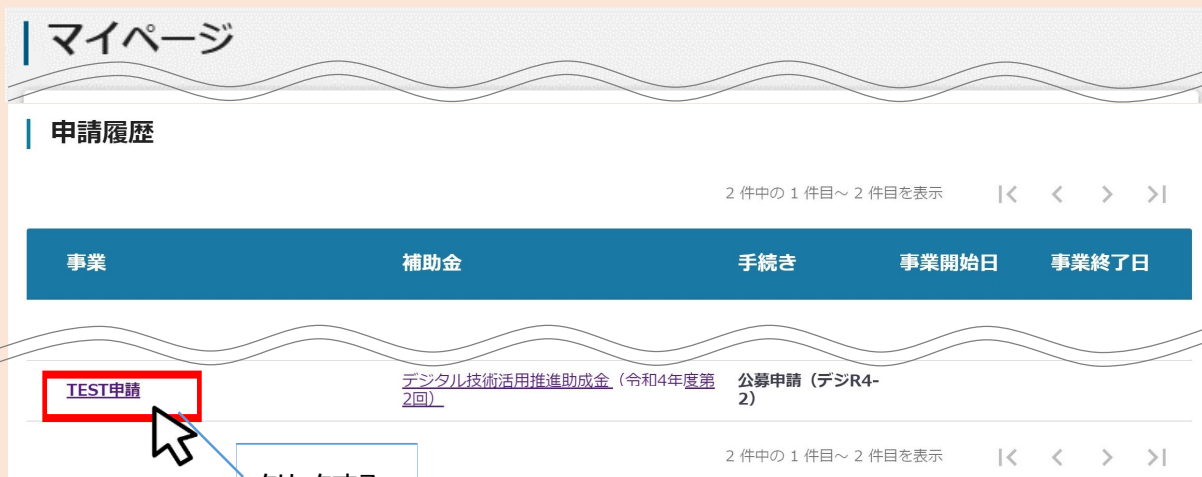 マイページ
申請履歴
2 件中の 1 件目～ 2 件目を表示
事業 補助金 手続き 事業開始日 事業終了日
TEST申請 デジタル技術活用推進助成金（令和4年度第 公募申請（デジR4-
2回） 2）
2 件中の 1 件目～ 2 件目を表示